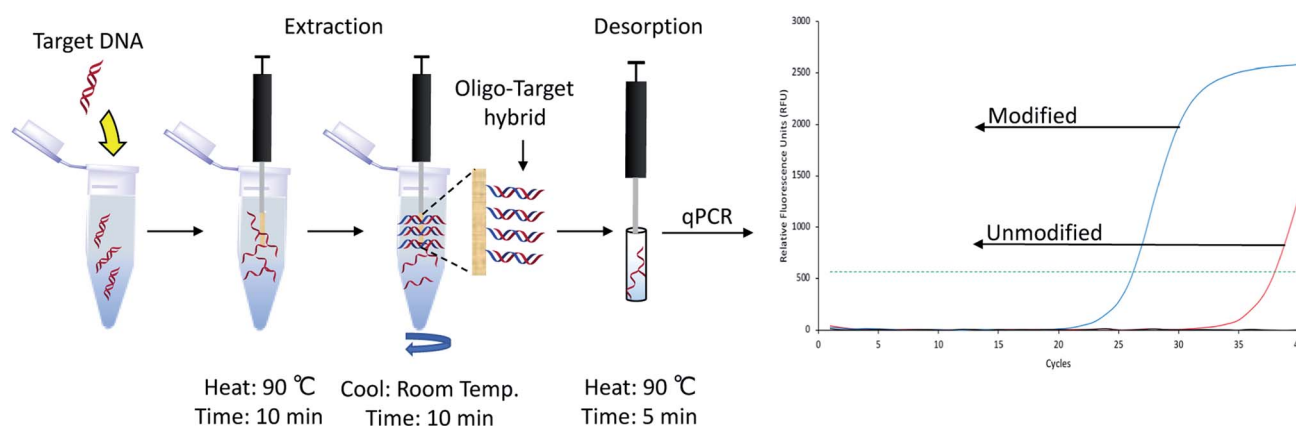 Target DNA
Extraction
Oligo-Target
hybrid
Desorption
qPCR
Heat: 90 ℃
Time: 10 min
Cool: Room Temp.
Time: 10 min
Heat: 90 ℃
Time: 5 min
Relative Fluorescence Units (RFU)
3000
2500
2000
1500
1000
500
0
Modified
Unmodified
0
5
10
15
20
25
30
35
Cycles